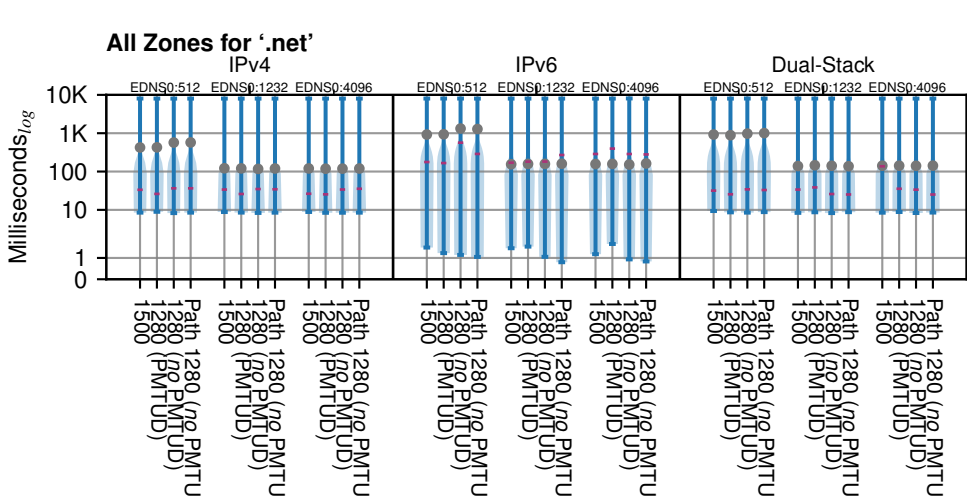 All Zones for ‘.net’
IPv4 IPv6 Dual-Stack
EDNS0:512 EDNS0:1232 EDNS0:4096 EDNS0:512 EDNS0:1232 EDNS0:4096 EDNS0:512 EDNS0:1232 EDNS0:4096
Milliseconds log
10K
1K
100
10
1
0
1500
1280 (PMTUD)
1280 (no PMTUD)
Path 1280 (no PMTU
1500
1280 (PMTUD)
1280 (no PMTUD)
Path 1280 (no PMTU
1500
1280 (PMTUD)
1280 (no PMTUD)
Path 1280 (no PMTU
1500
1280 (PMTUD)
1280 (no PMTUD)
Path 1280 (no PMTU
1500
1280 (PMTUD)
1280 (no PMTUD)
Path 1280 (no PMTU
1500
1280 (PMTUD)
1280 (no PMTUD)
Path 1280 (no PMTU
1500
1280 (PMTUD)
1280 (no PMTUD)
Path 1280 (no PMTU
1500
1280 (PMTUD)
1280 (no PMTUD)
Path 1280 (no PMTU
1500
1280 (PMTUD)
1280 (no PMTUD)
Path 1280 (no PMTU